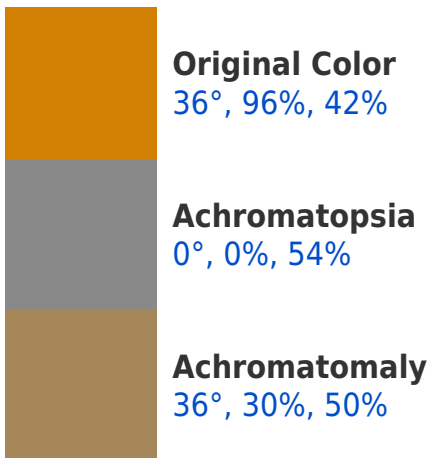 Original Color
36°, 96%, 42%
Achromatopsia
0°, 0%, 54%
Achromatomaly
36°, 30%, 50%